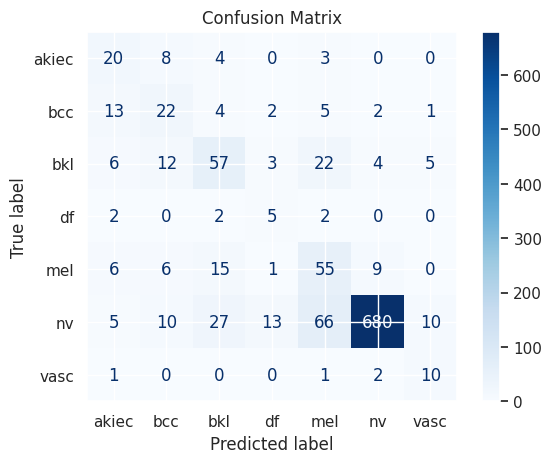 Confusion Matrix
True label
akiec 20 8 4 0 3 0 0
bcc 13 22 4 2 5 2 1
bkl 6 12 57 3 22 4 5
df 2 0 2 5 2 0 0
mel 6 6 15 1 55 9 0
nv 5 10 27 13 66 680 10
vasc 1 0 0 0 1 2 10
akiec bcc bkl df mel nv vasc
Predicted label
600
500
400
300
200
100
0